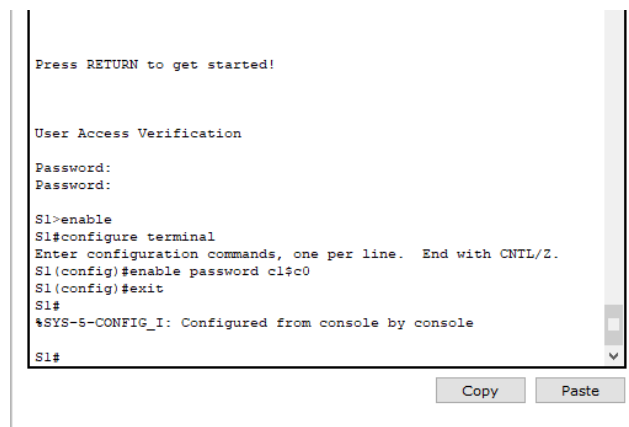 Press RETURN to get started!
User Access Verification
Password:
Password:
S1>enable
S1#configure terminal
Enter configuration commands, one per line.  End with CNTL/Z.
S1(config)#enable password c1$c0
S1(config)#exit
S1#
%SYS-5-CONFIG_I: Configured from console by console
S1#
Copy
Paste